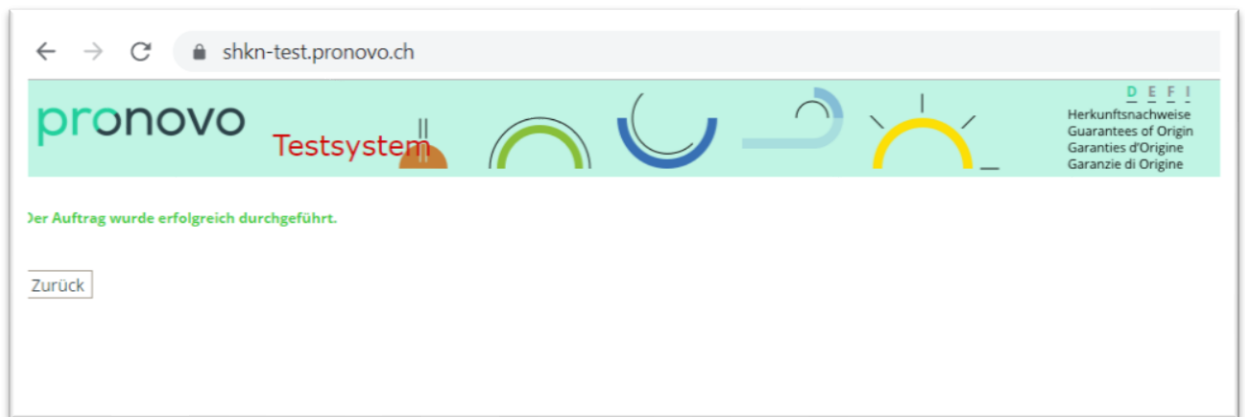 shkn-test.pronovo.ch
D E F I
pronovo
Testsystem
Herkunftsnachweise
Guarantees of Origin
Garanties d'Origine
Garanzie di Origine
Der Auftrag wurde erfolgreich durchgeführt.
Zurück